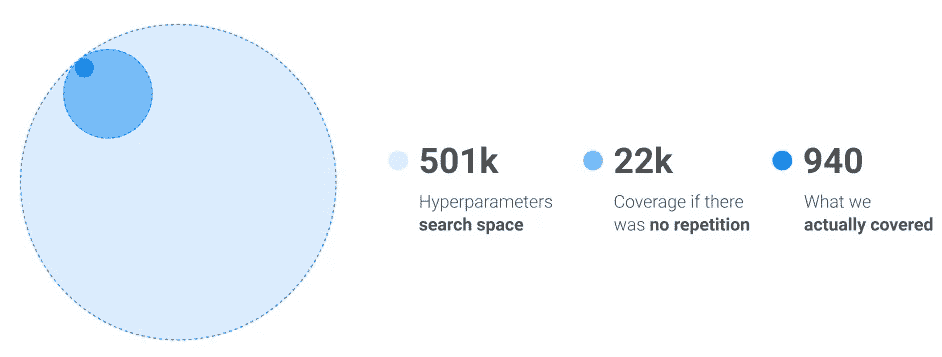 501k
Hyperparameters
search space
22k
Coverage if there
was no repetition
940
What we
actually covered